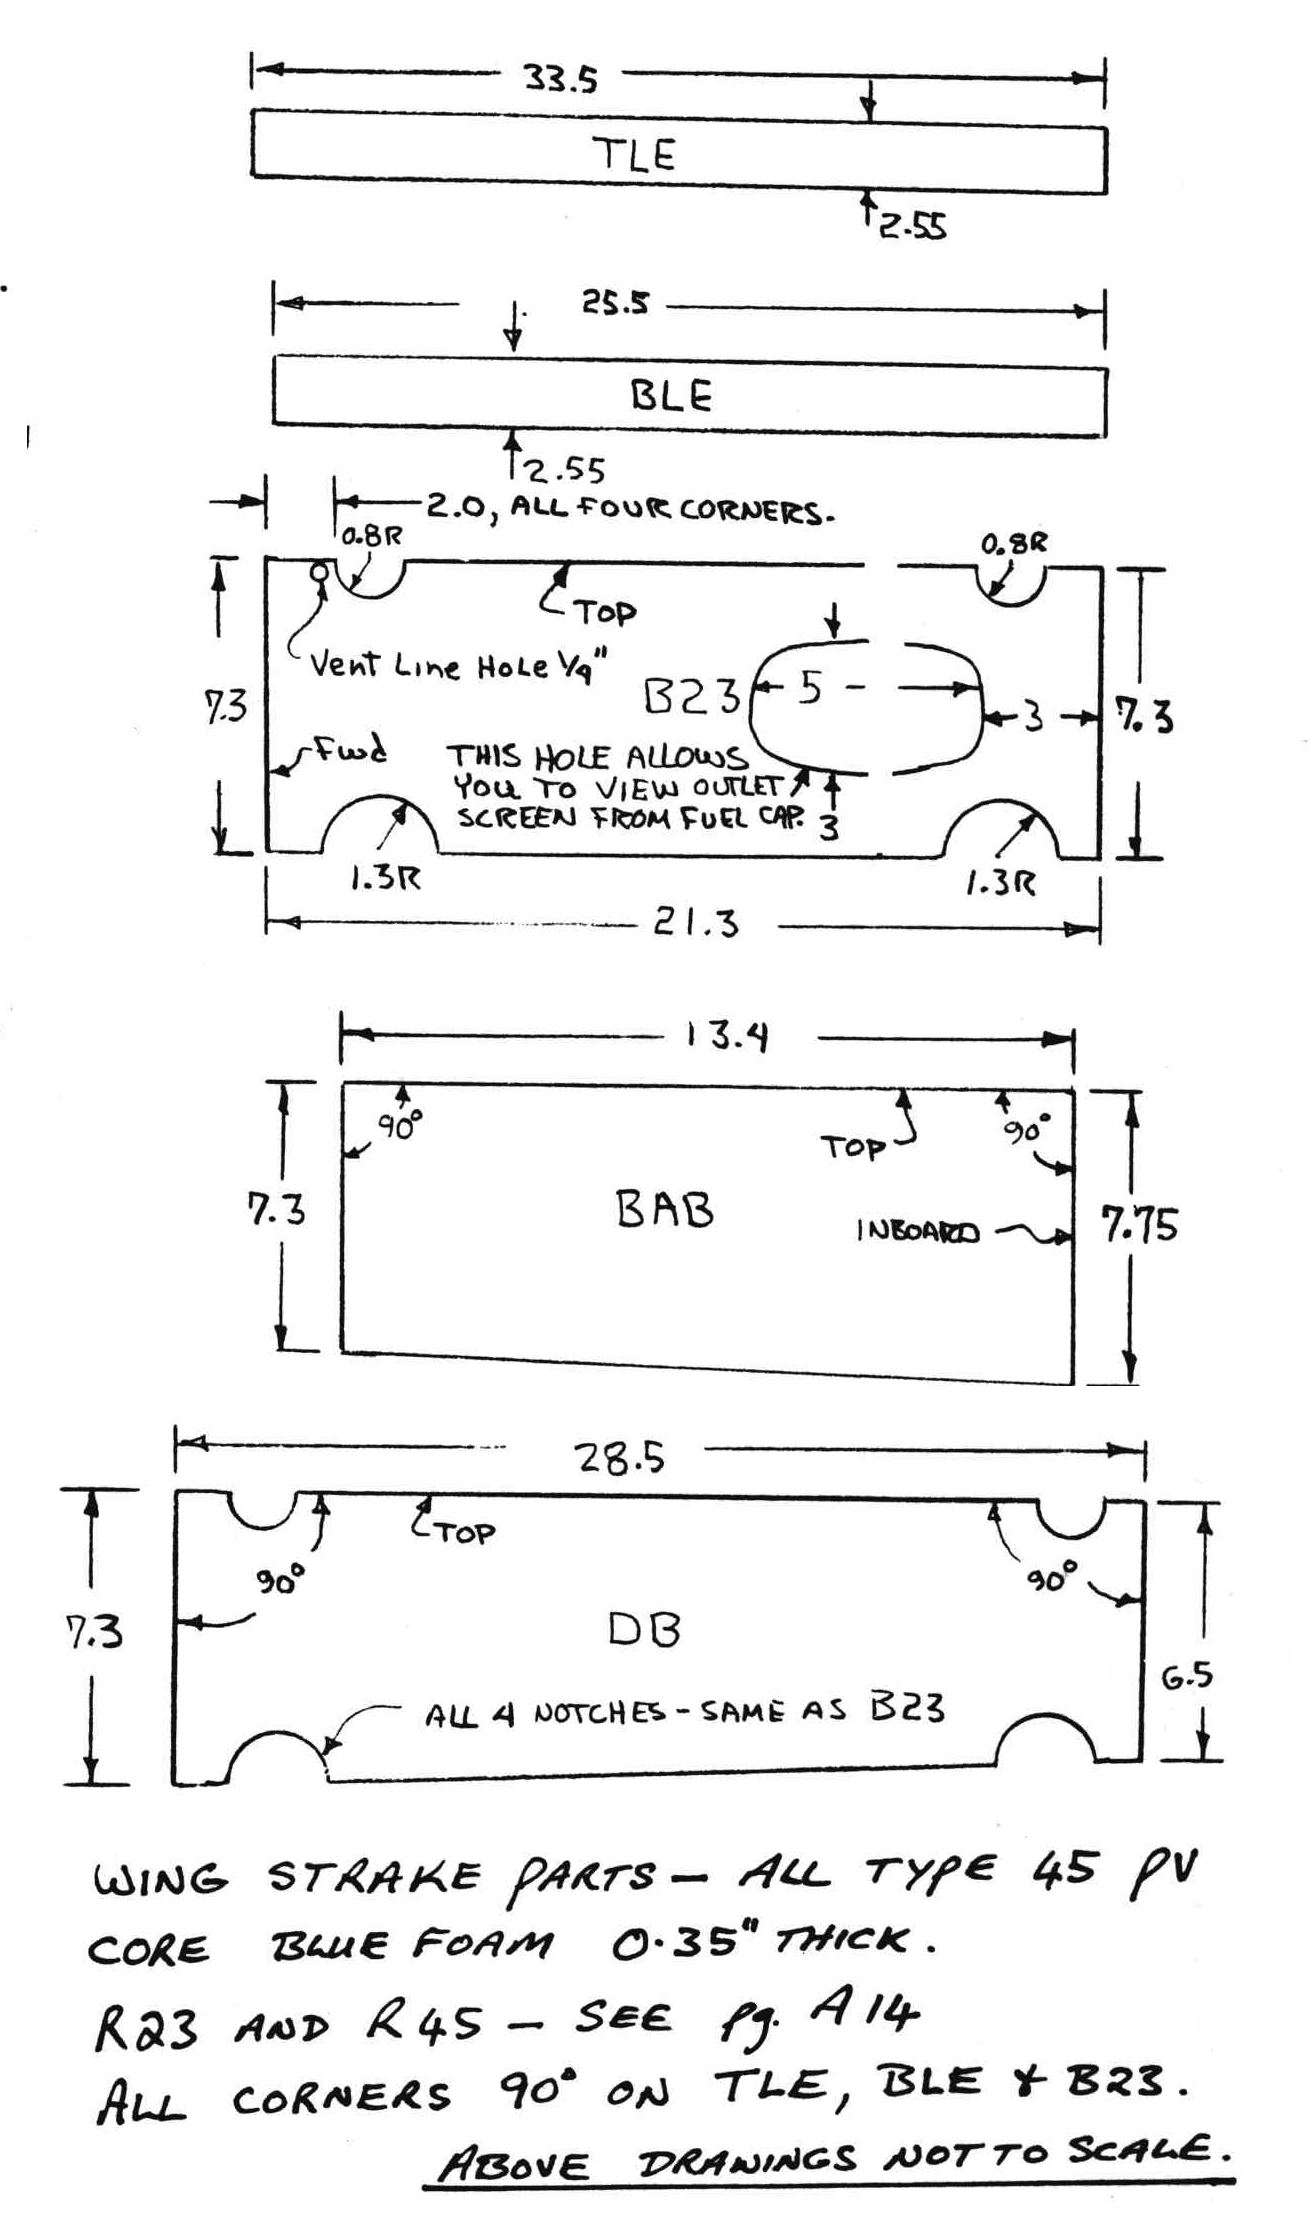 33.5
TLE
2.55
25.5
BLE
2.55
2.0, ALL FOUR CORNERS.
0.8R
0.8R
TOP
Vent Line Hole 1/4"
B23
5
3
7.3
7.3
Fwd
THIS HOLE ALLOWS
YOU TO VIEW OUTLET
SCREEN FROM FUEL CAP.
3
1.3R
1.3R
21.3
13.4
90°
90°
TOP
7.3
BAB
INBOARD
7.75
28.5
TOP
90°
90°
7.3
DB
6.5
ALL 4 NOTCHES - SAME AS B23
WING STRAKE PARTS - ALL TYPE 45 PV
CORE BLUE FOAM 0.35" THICK.
R23 AND R45 - SEE pg. A14
ALL CORNERS 90° ON TLE, BLE & B23.
ABOVE DRAWINGS NOT TO SCALE.